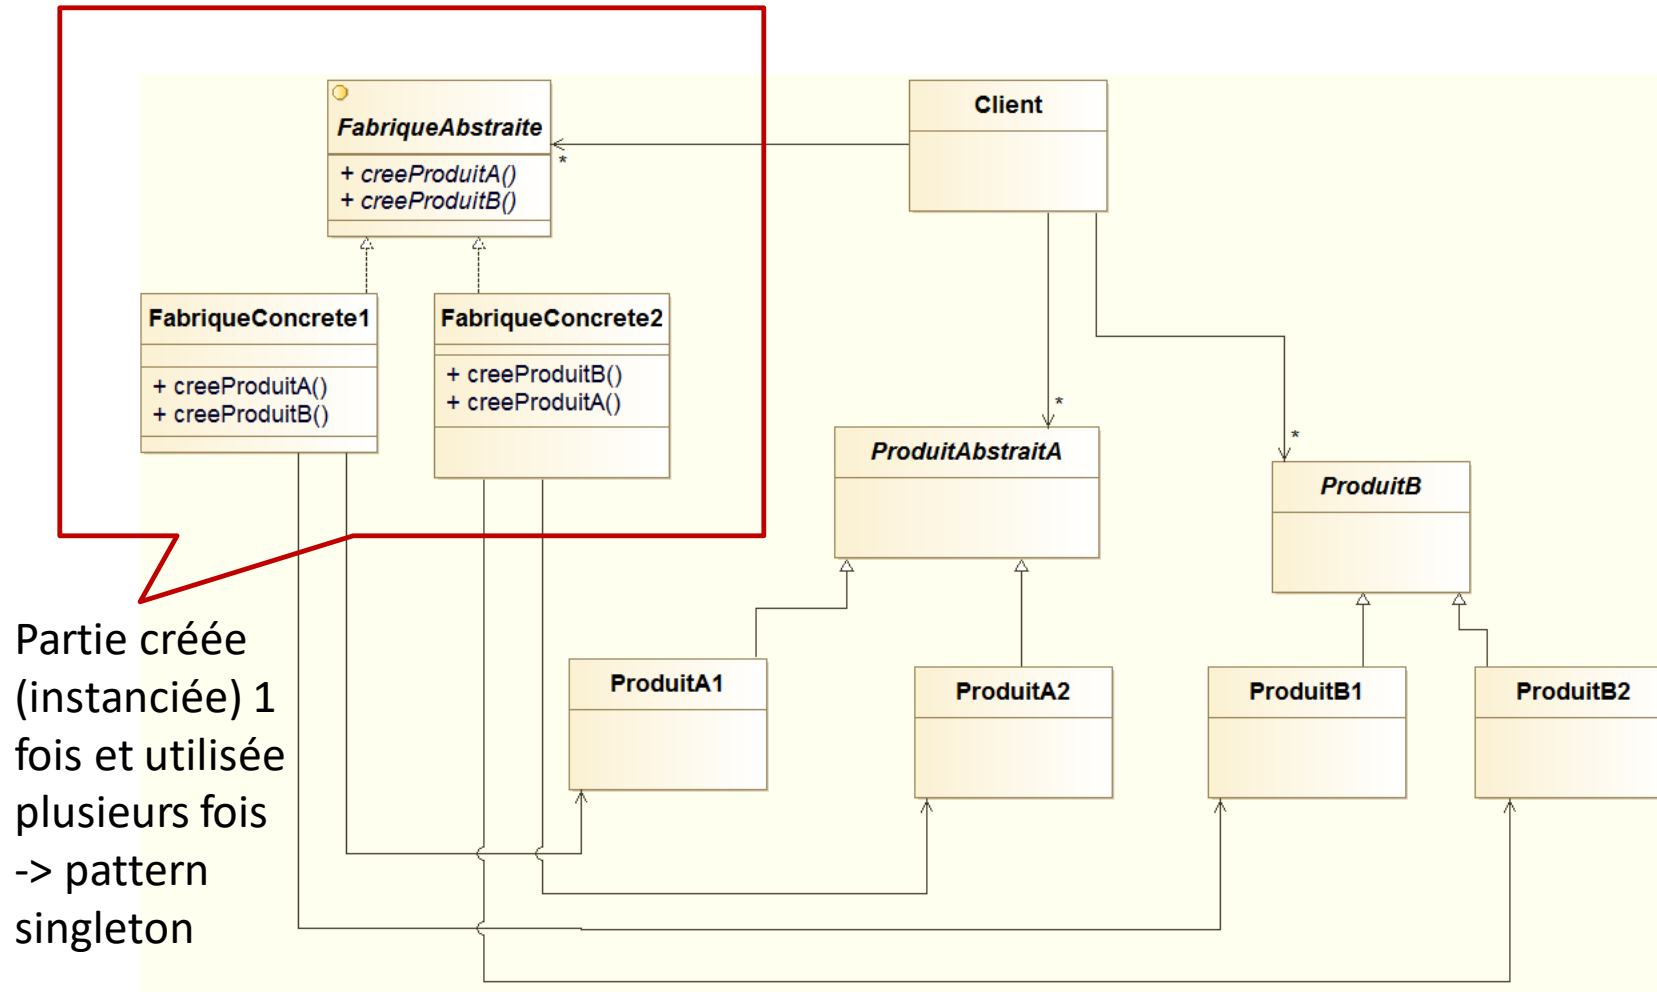 FabriqueAbstraite
+ creeProduitA()
+ creeProduitB()
Client
*
FabriqueConcrete1
+ creeProduitA()
+ creeProduitB()
FabriqueConcrete2
+ creeProduitB()
+ creeProduitA()
*
ProduitAbstraitA
*
ProduitB
Partie créée
(instanciée) 1
fois et utilisée
plusieurs fois
-> pattern
singleton
ProduitA1
ProduitA2
ProduitB1
ProduitB2